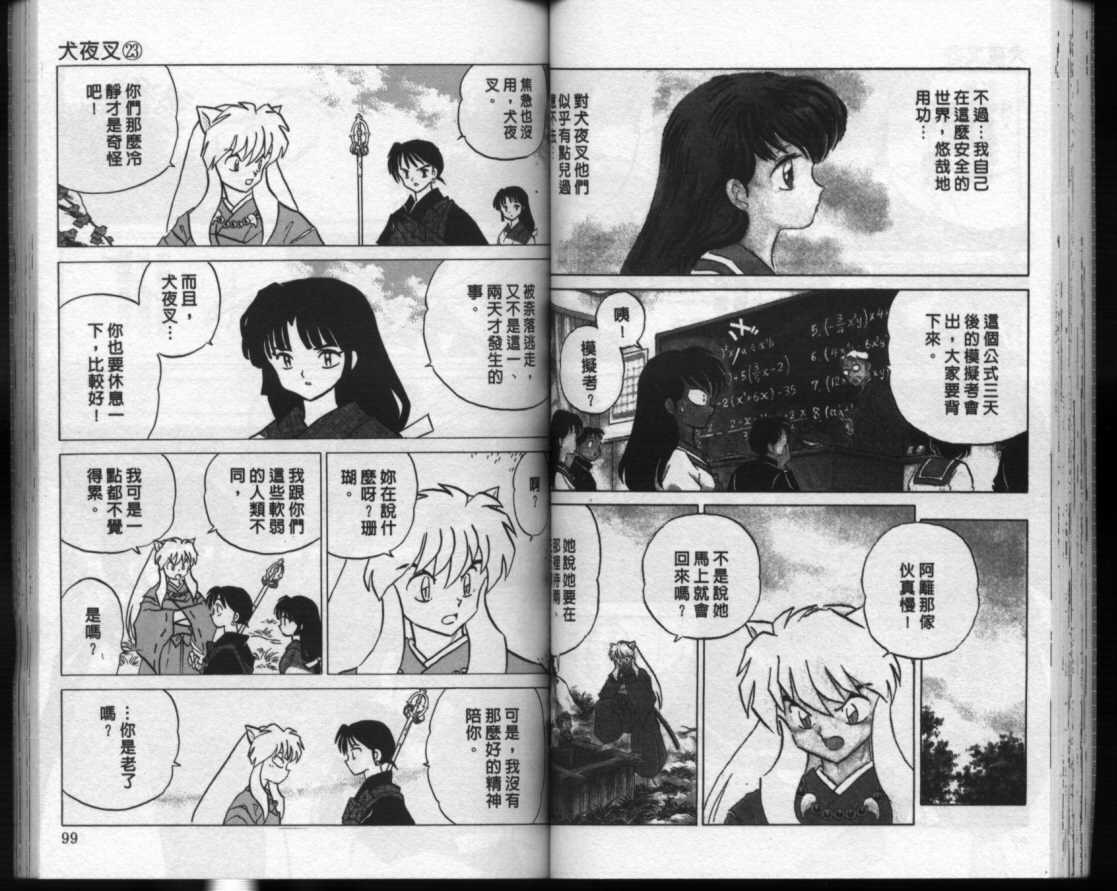 不過…我自己
在這麼安全的
世界，悠哉地
用功…
對犬夜叉他們
似乎有點兒過
意不去…
這個公式三天
後的模擬考會
出，大家要背
下來。
咦！
模擬考？
阿籬那傢
伙真慢！
不是說她
馬上就會
回來嗎？
她說她要在
犬夜叉㉓
焦急也沒
用，犬夜
叉。
你們那麼冷
靜才是奇怪
吧！
被奈落逃走，
又不是這一、
兩天才發生的
事。
而且，
犬夜叉…
你也要休息一
下，比較好！
啊？
妳在說什
麼呀？珊
瑚。
我跟你們
這些軟弱
的人類不
同，
我可是一
點都不覺
得累。
是嗎？
可是，我沒有
那麼好的精神
陪你。
…你是老了
嗎？
99